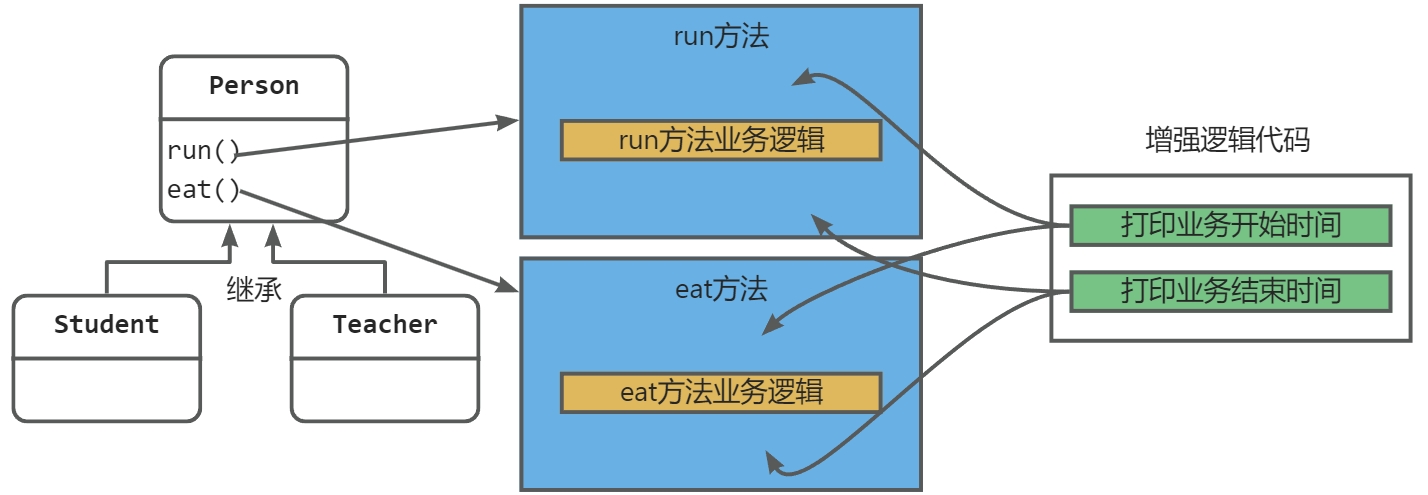 Person
run()
eat()
继承
Student
Teacher
run方法
run方法业务逻辑
eat方法
eat方法业务逻辑
增强逻辑代码
打印业务开始时间
打印业务结束时间